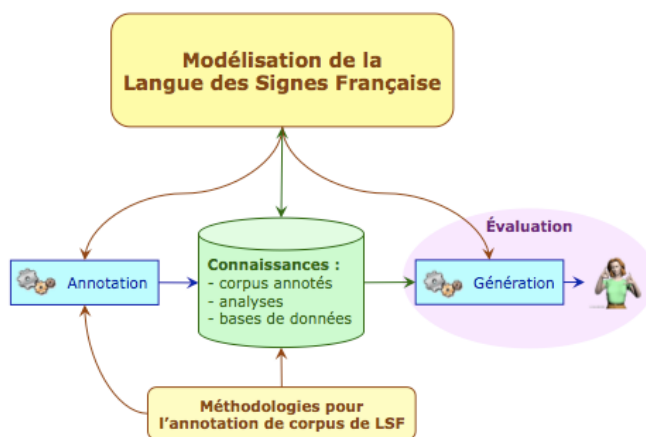 Modélisation de la
Langue des Signes Française
Évaluation
Annotation
Connaissances :
- corpus annotés
- analyses
- bases de données
Génération
Méthodologies pour
l'annotation de corpus de LSF